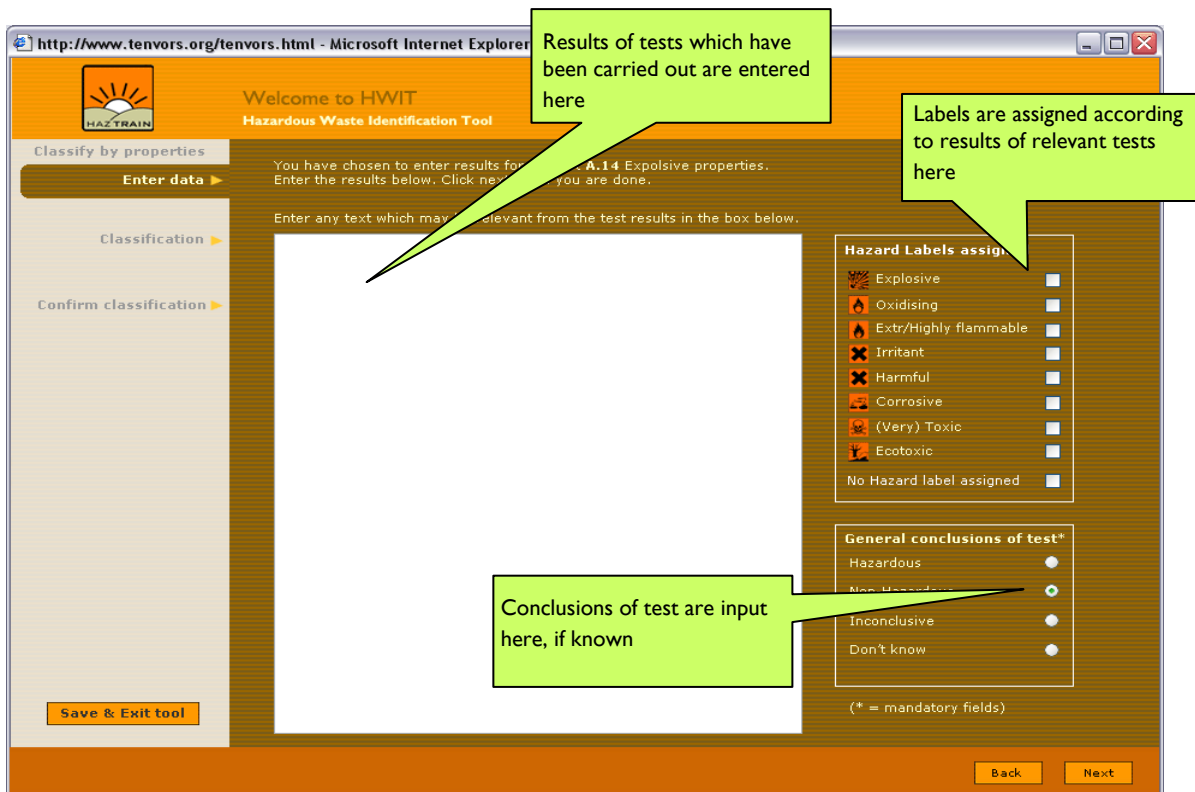 http://www.tenvors.org/tenvors.html - Microsoft Internet Explorer
Results of tests which have
been carried out are entered
here
Labels are assigned according
to results of relevant tests
here
HAZ TRAIN
Welcome to HWIT
Hazardous Waste Identification Tool
Classify by properties
Enter data
Classification
Confirm classification
Save & Exit tool
You have chosen to enter results for A.14 Expolsive properties.
Enter the results below. Click you are done.
Enter any text which may relevant from the test results in the box below.
Hazard Labels
Explosive
Oxidising
Extr/Highly flammable
Irritant
Harmful
Corrosive
(Very) Toxic
Ecotoxic
No Hazard label assigned
General conclusions of test*
Hazardous
Inconclusive
Don't know
(* = mandatory fields)
Conclusions of test are input
here, if known
Back
Next